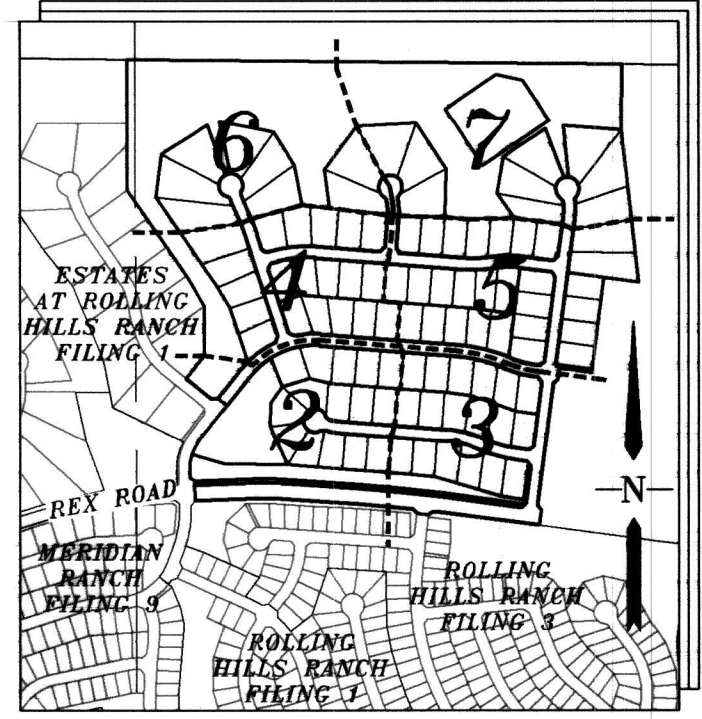 6
7
ESTATES
AT ROLLING
HILLS RANCH
FILING 1
4
5
2
3
REX ROAD
N
MERIDIAN
RANCH
FILING 9
ROLLING
HILLS RANCH
FILING 3
ROLLING
HILLS RANCH
FILING 1